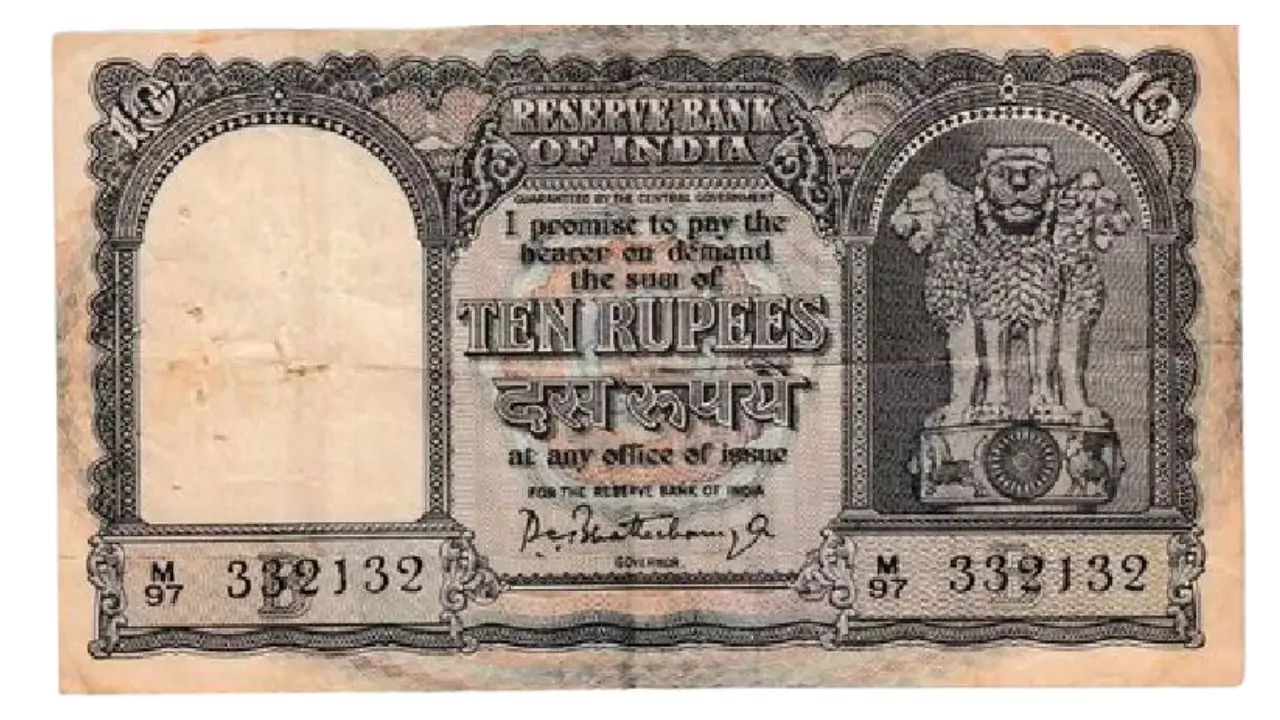 10
10
RESERVE BANK
OF INDIA
GUARANTEED BY THE CENTRAL GOVERNMENT
I promise to pay the
bearer on demand
the sum of
TEN RUPEES
दस रूपये
at any office of issue
FOR THE RESERVE BANK OF INDIA
GOVERNOR
M
97
332132
B
M
97
332132
B